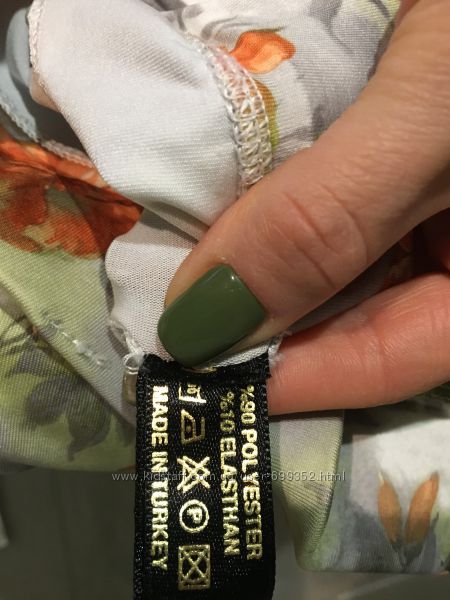 %90 POLYESTER
%10 ELASTHAN
P
MADE IN TURKEY